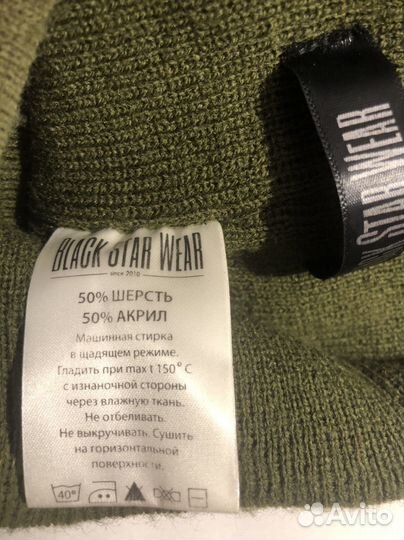 BLACK STAR WEAR
since 2010
50% ШЕРСТЬ
50% АКРИЛ
Машинная стирка
в щадящем режиме.
Гладить при max t 150°C
с изнаночной стороны
через влажную ткань.
Не отбеливать.
Не выкручивать. Сушить
на горизонтальной
поверхности.
40°
STAR WEAR
Avito